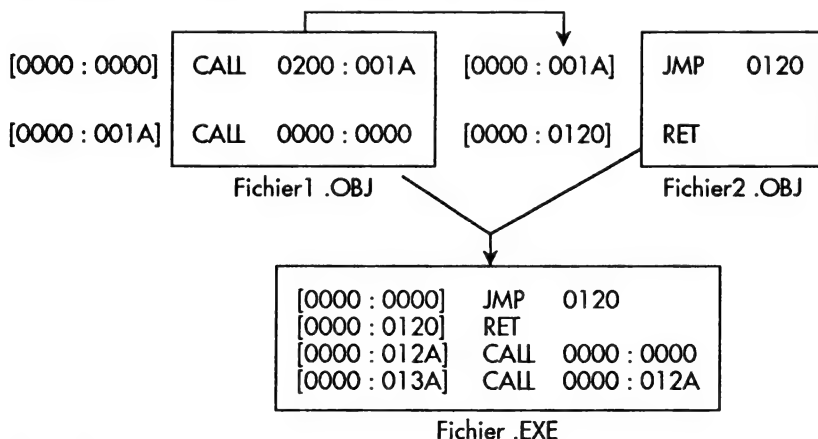 [0000 : 0000] CALL 0200 : 001A [0000 : 001A] JMP 0120
[0000 : 001A] CALL 0000 : 0000 [0000 : 0120] RET
Fichier1 .OBJ Fichier2 .OBJ
[0000 : 0000] JMP 0120
[0000 : 0120] RET
[0000 : 012A] CALL 0000 : 0000
[0000 : 013A] CALL 0000 : 012A
Fichier .EXE